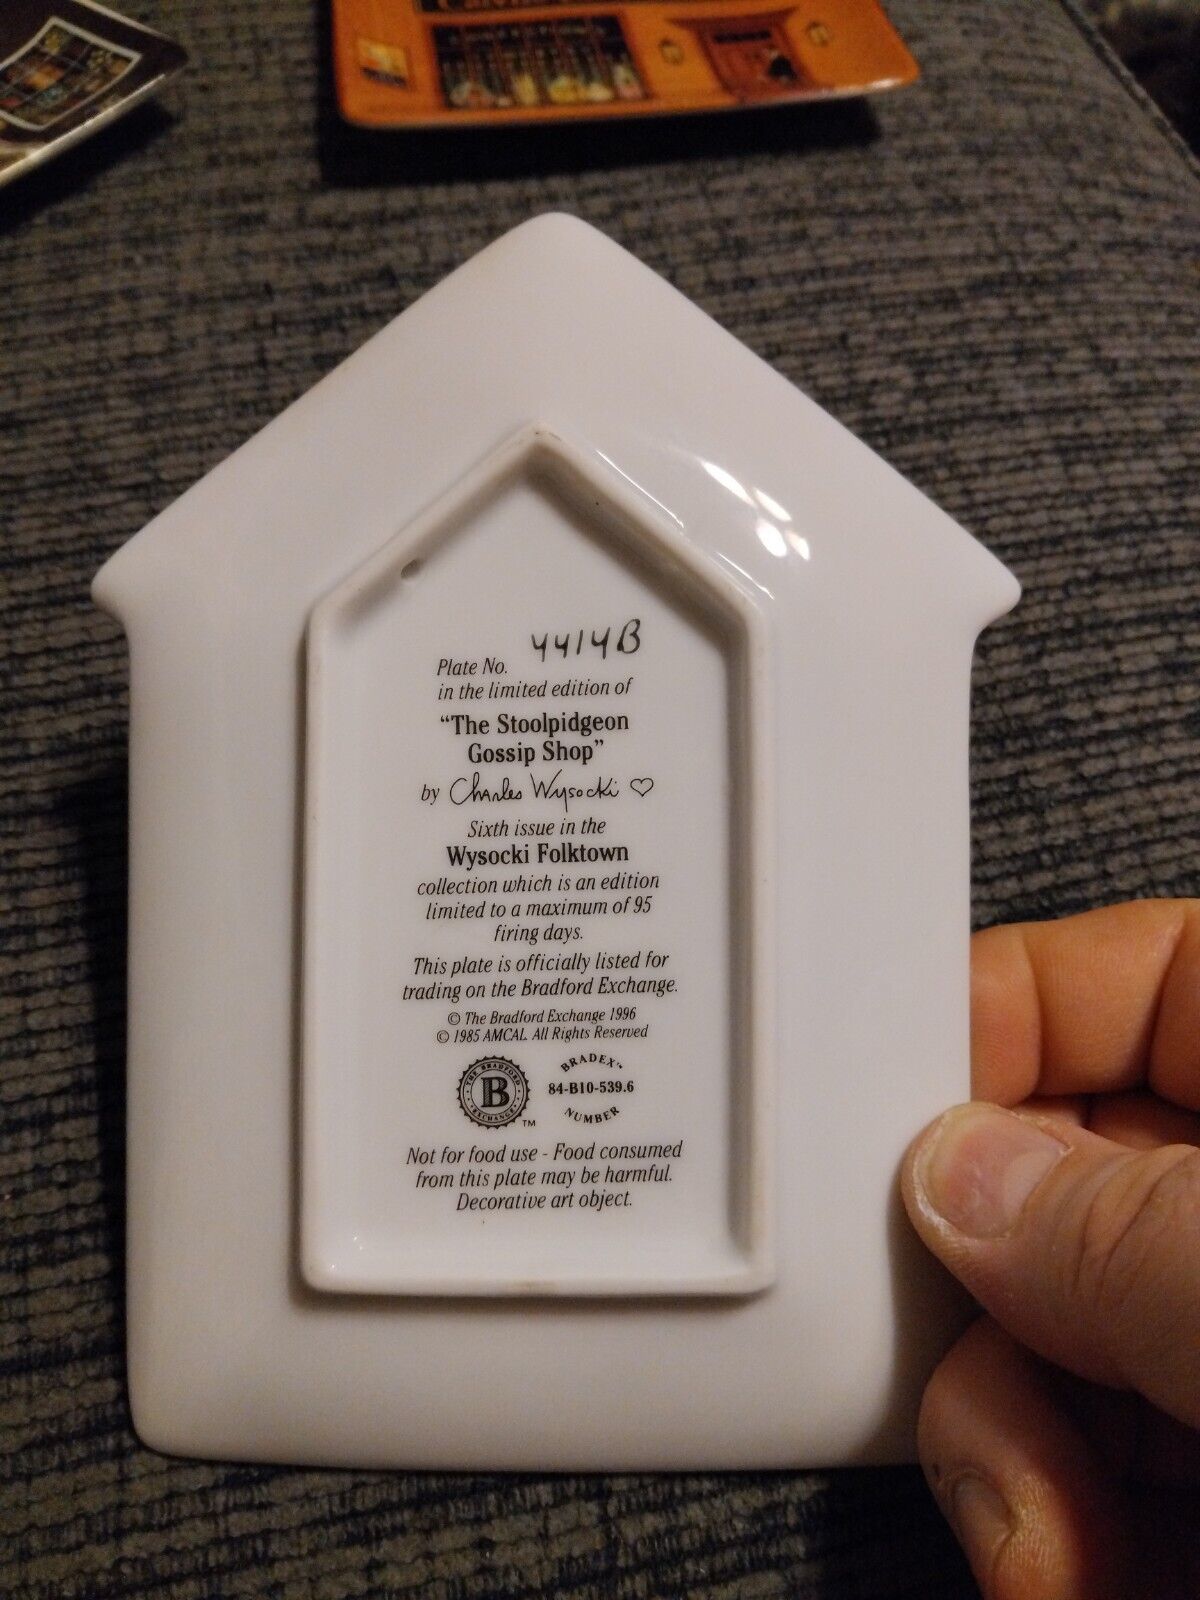 4414B
Plate No.
in the limited edition of
“The Stoolpidgeon
Gossip Shop”
by Charles Wysocki ♡
Sixth issue in the
Wysocki Folktown
collection which is an edition
limited to a maximum of 95
firing days.
This plate is officially listed for
trading on the Bradford Exchange.
© The Bradford Exchange 1996
© 1985 AMCAL. All Rights Reserved
THE BRADFORD
B
EXCHANGE
TM
BRADEX™
84-B10-539.6
NUMBER
Not for food use - Food consumed
from this plate may be harmful.
Decorative art object.